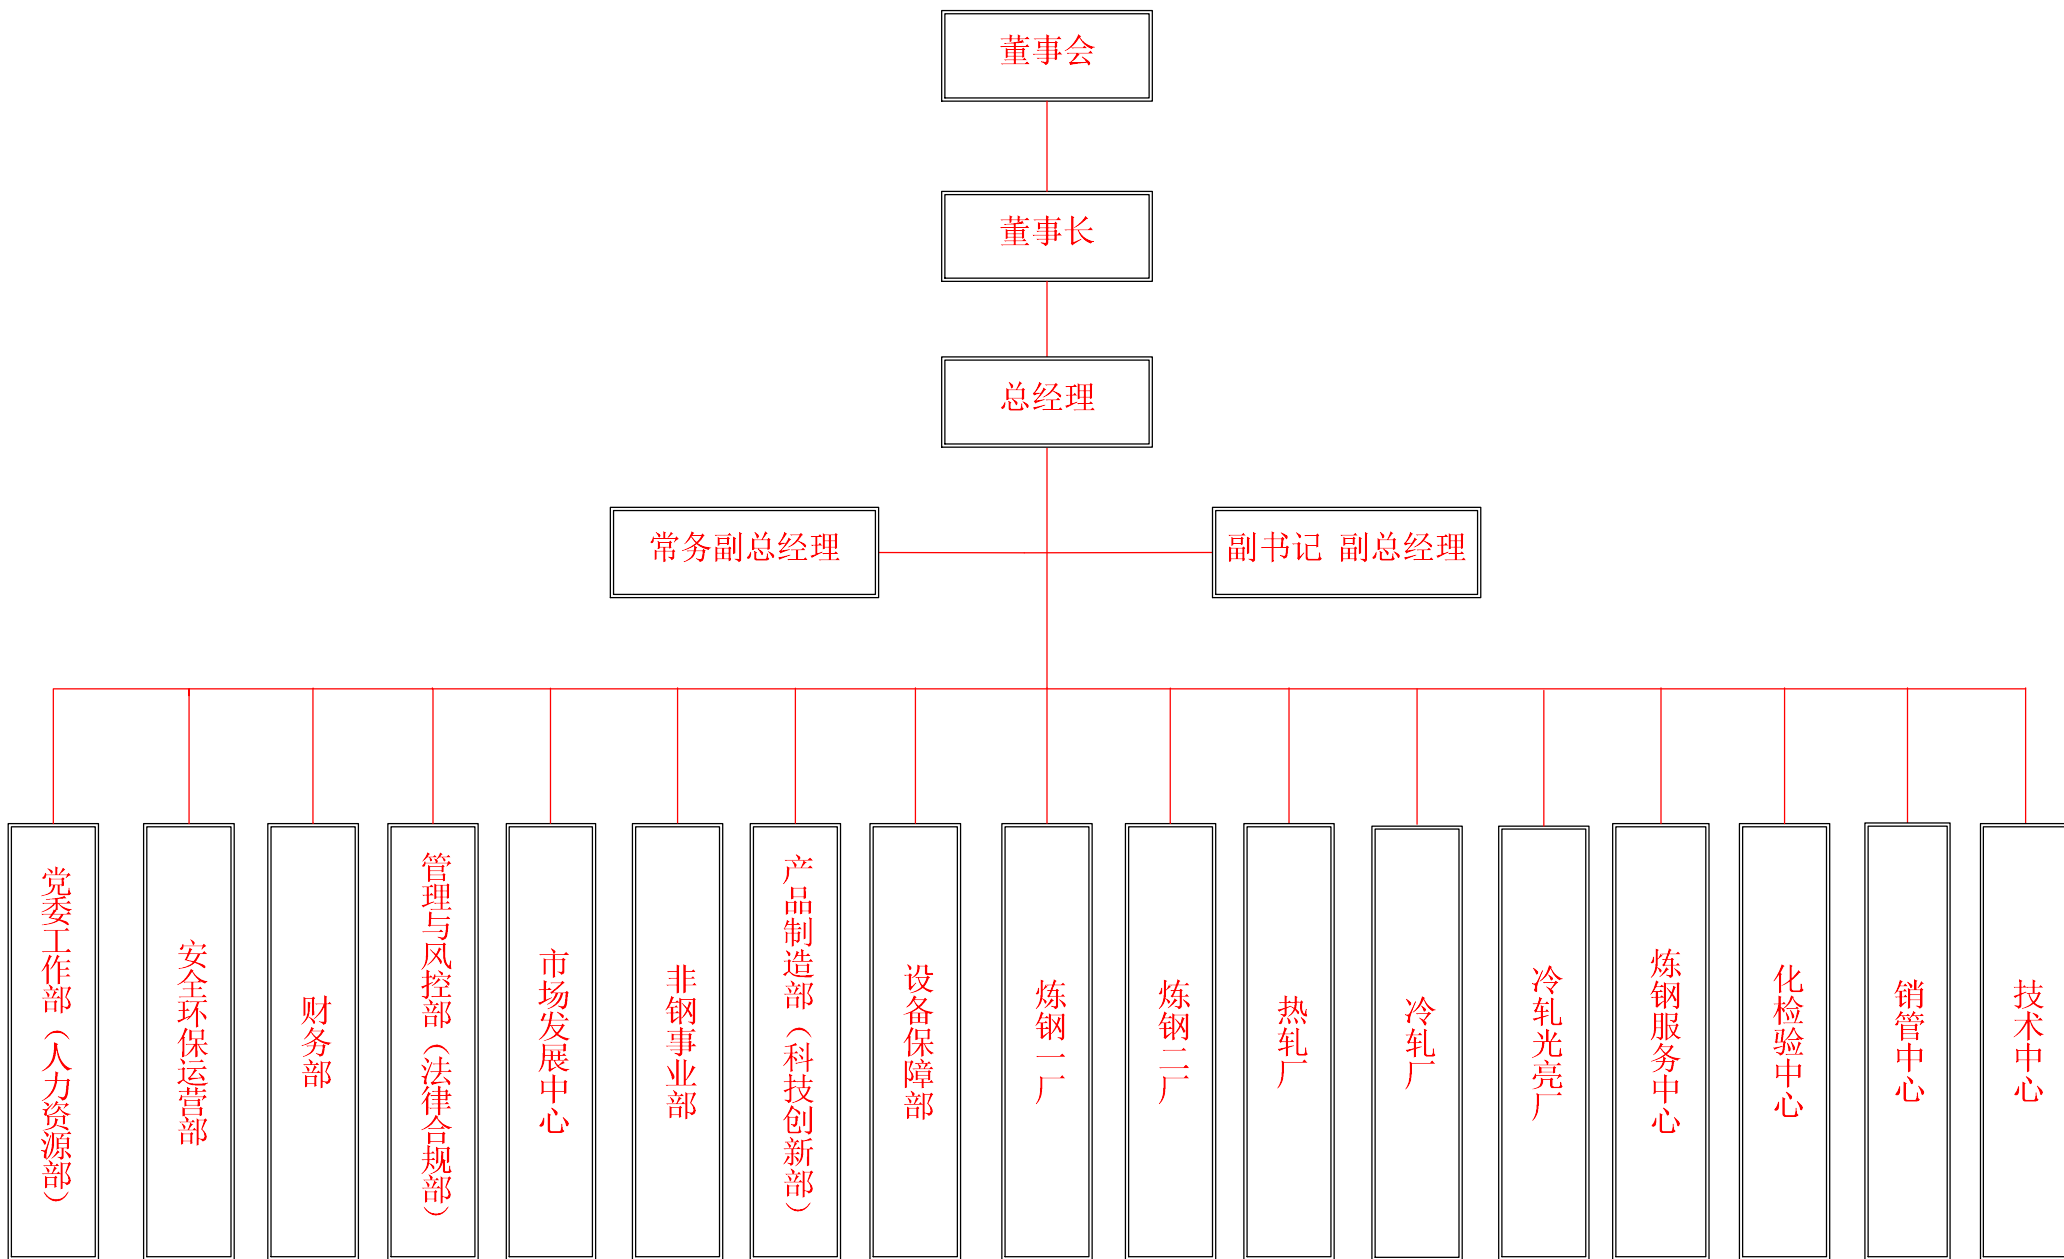 董事会
董事长
总经理
常务副总经理
副书记 副总经理
党委工作部（人力资源部）
安全环保运营部
财务部
管理与风控部（法律合规部）
市场发展中心
非钢事业部
产品制造部（科技创新部）
设备保障部
炼钢一厂
炼钢二厂
热轧厂
冷轧厂
冷轧光亮厂
炼钢服务中心
化检验中心
销管中心
技术中心